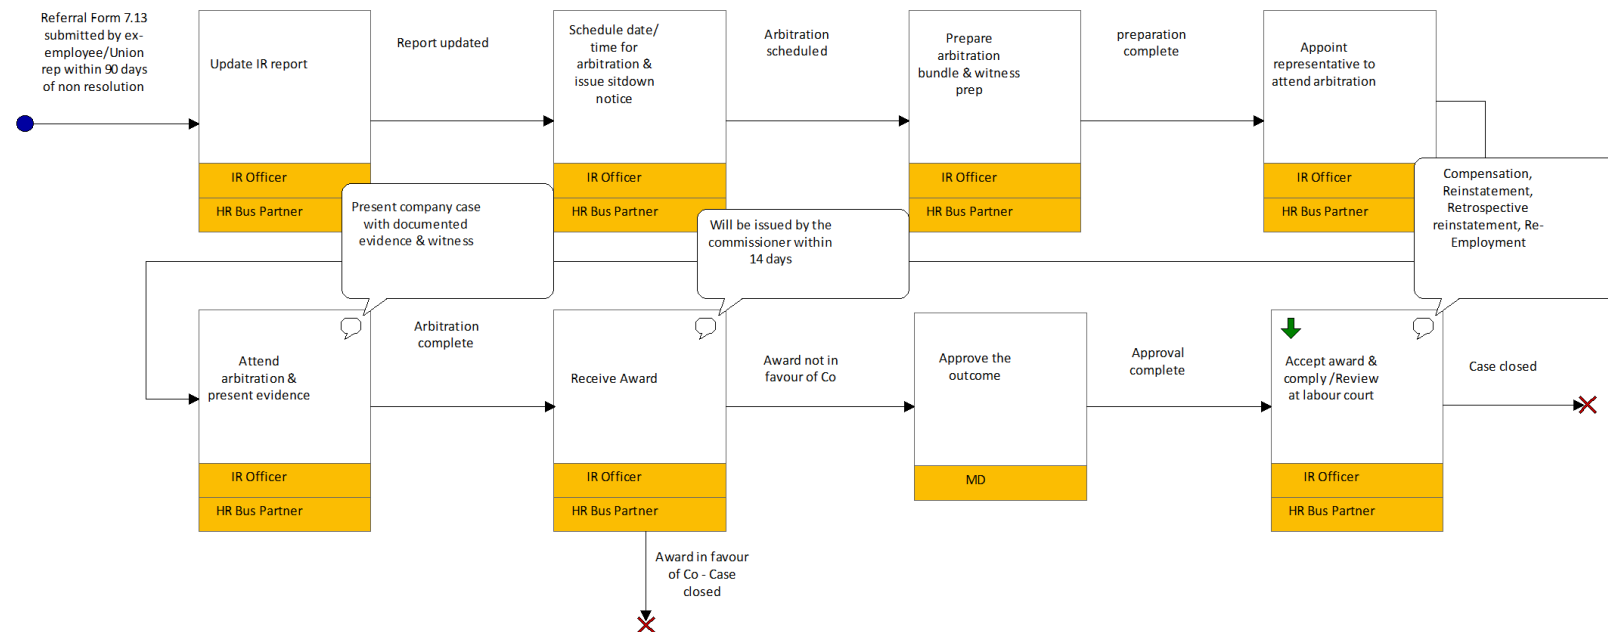 Referral Form 7.13
submitted by ex-
employee/Union
rep within 90 days
of non resolution
Update IR report
IR Officer
HR Bus Partner
Report updated
Schedule date/
time for
arbitration &
issue sitdown
notice
IR Officer
HR Bus Partner
Arbitration
scheduled
Prepare
arbitration
bundle & witness
prep
IR Officer
HR Bus Partner
preparation
complete
Appoint
representative to
attend arbitration
IR Officer
HR Bus Partner
Present company case
with documented
evidence & witness
Will be issued by the
commissioner within
14 days
Compensation,
Reinstatement,
Retrospective
reinstatement, Re-
Employment
Attend
arbitration &
present evidence
IR Officer
HR Bus Partner
Arbitration
complete
Receive Award
IR Officer
HR Bus Partner
Award not in
favour of Co
Approve the
outcome
MD
Approval
complete
Accept award &
comply /Review
at labour court
IR Officer
HR Bus Partner
Case closed
Award in favour
of Co - Case
closed